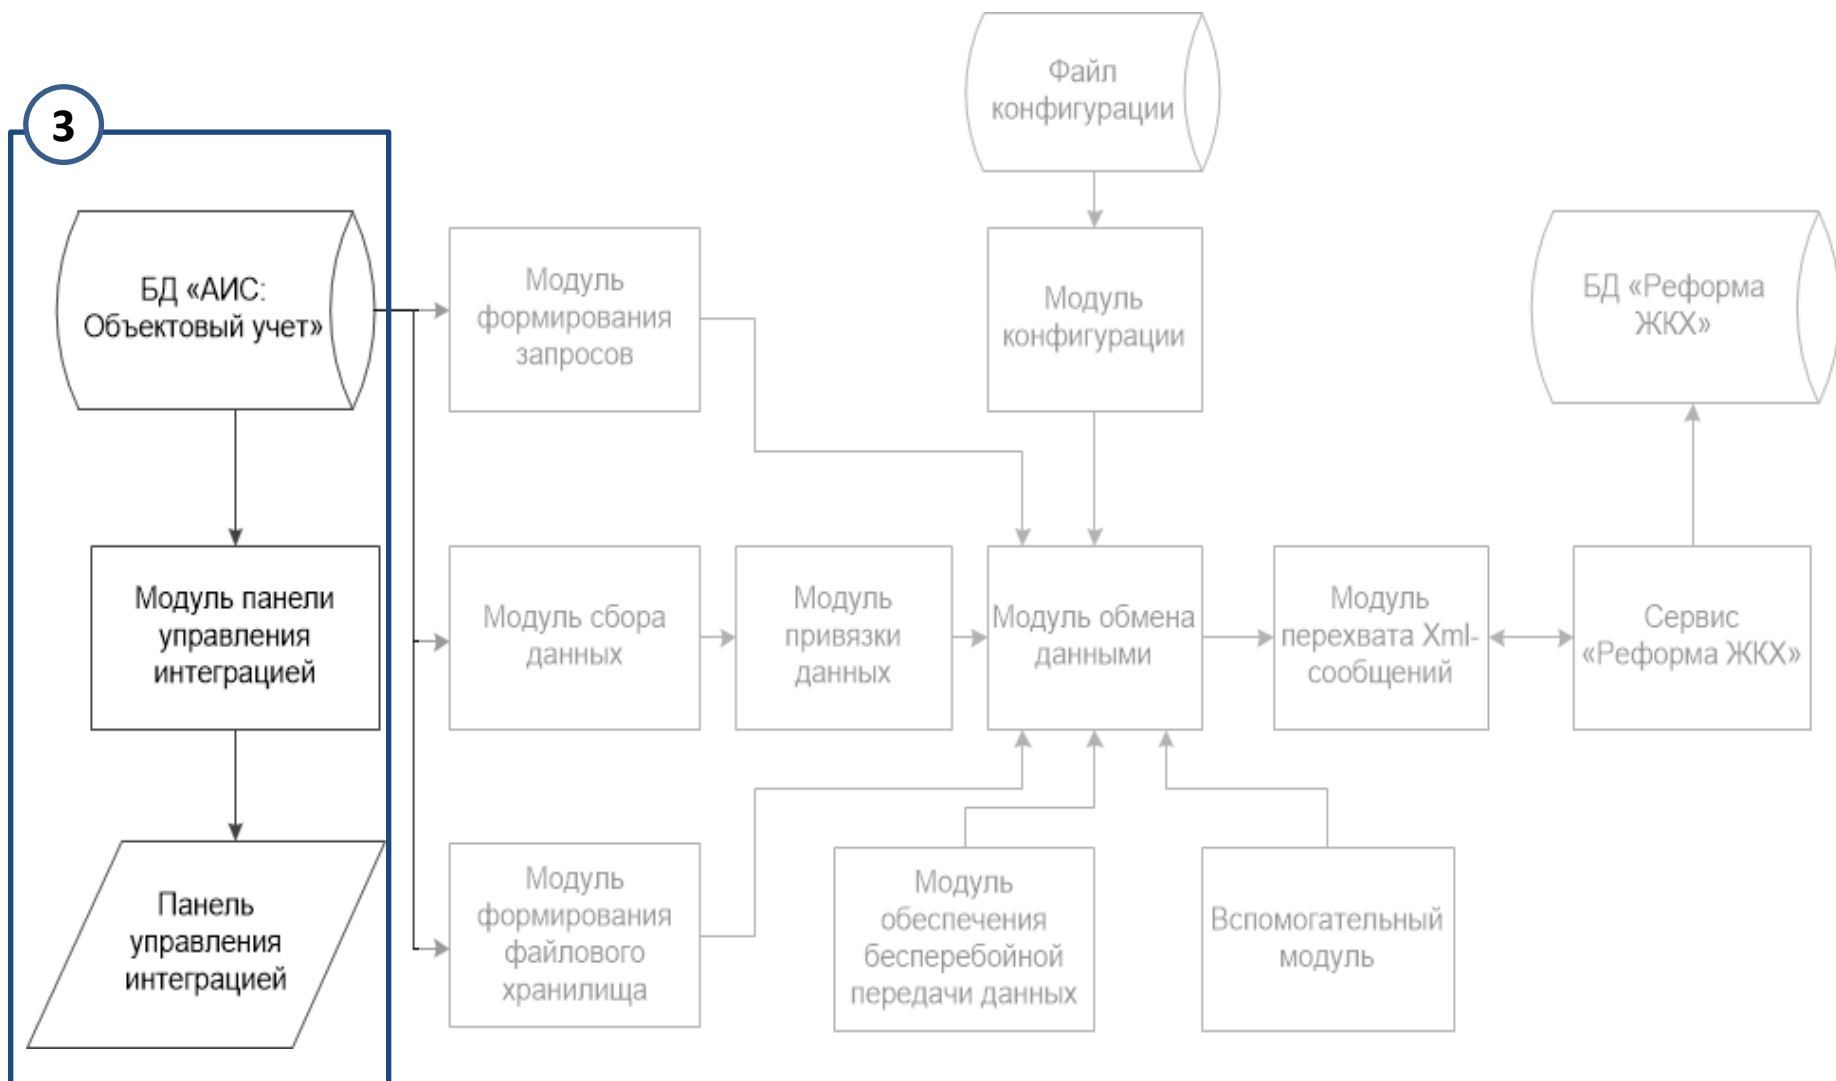 Файл
конфигурации
3
БД «АИС:
Объектовый учет»
Модуль
формирования
запросов
Модуль
конфигурации
БД «Реформа
ЖКХ»
Модуль панели
управления
интеграцией
Модуль сбора
данных
Модуль
привязки
данных
Модуль обмена
данными
Модуль
перехвата Xml-
сообщений
Сервис
«Реформа ЖКХ»
Панель
управления
интеграцией
Модуль
формирования
файлового
хранилища
Модуль
обеспечения
бесперебойной
передачи данных
Вспомогательный
модуль